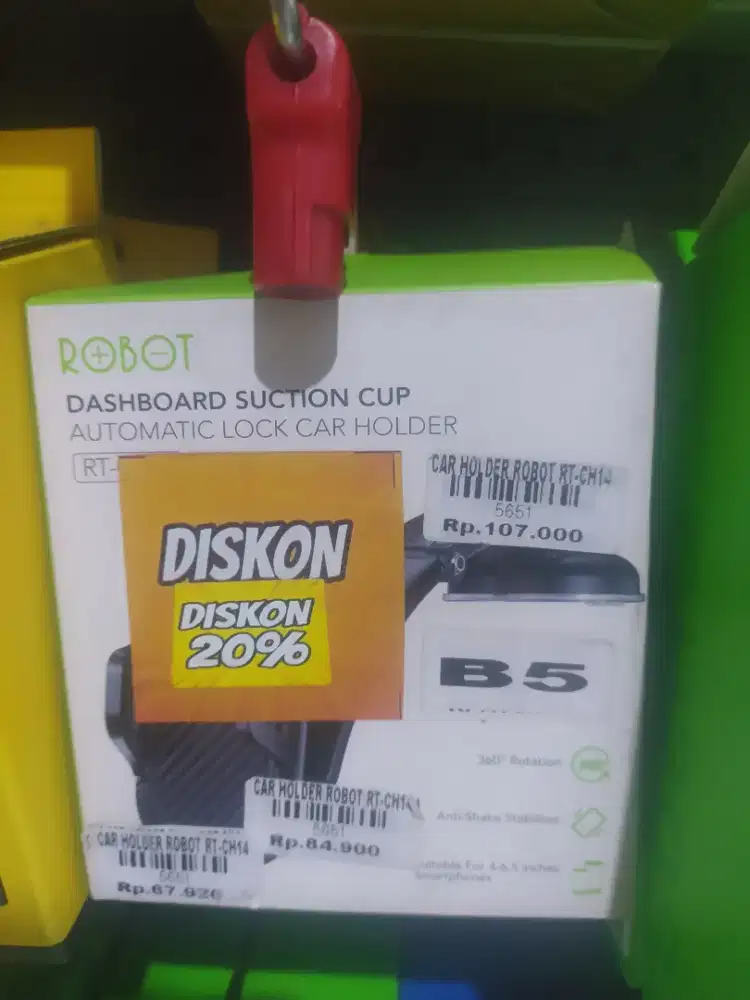 ROBOT
DASHBOARD SUCTION CUP
AUTOMATIC LOCK CAR HOLDER
RT-
CAR HOLDER ROBOT RT-CH14
5651
Rp.107.000
DISKON
DISKON
20%
B5
360° Rotation
Anti-Shake Stabilizer
CAR HOLDER ROBOT RT-CH1
5651
Rp.84.900
Suitable For 4-6.5 inches
Smartphones
CAR HOLDER ROBOT RT-CH14
5651
Rp.67.920